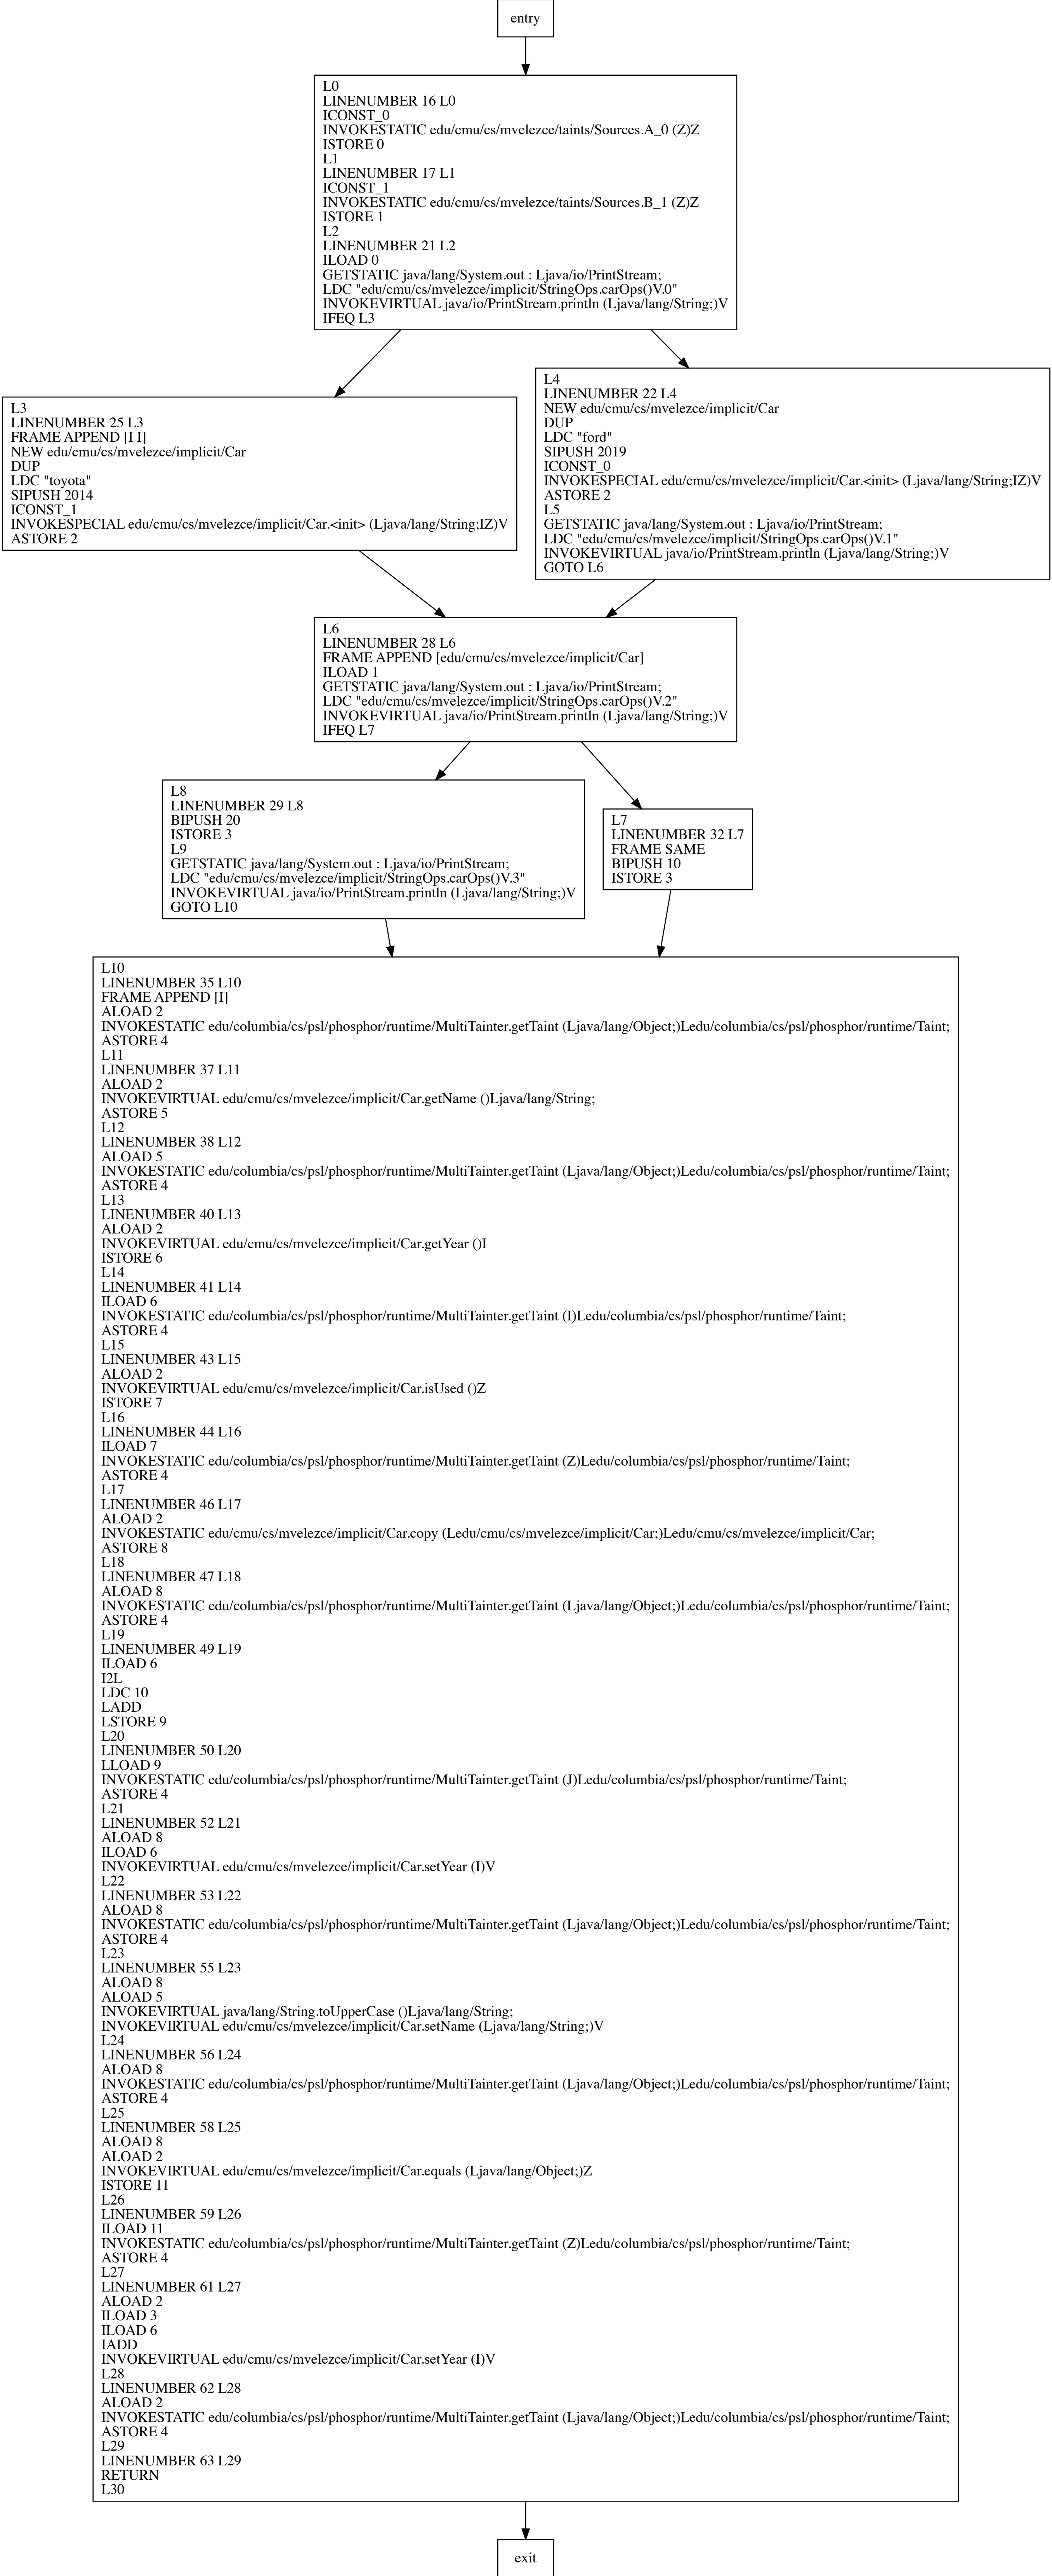 entry
L0
LINENUMBER 16 L0
ICONST_0
INVOKESTATIC edu/cmu/cs/mvelezce/taints/Sources.A_0 (Z)Z
ISTORE 0
L1
LINENUMBER 17 L1
ICONST_1
INVOKESTATIC edu/cmu/cs/mvelezce/taints/Sources.B_1 (Z)Z
ISTORE 1
L2
LINENUMBER 21 L2
ILOAD 0
GETSTATIC java/lang/System.out : Ljava/io/PrintStream;
LDC "edu/cmu/cs/mvelezce/implicit/StringOps.carOps()V.0"
INVOKEVIRTUAL java/io/PrintStream.println (Ljava/lang/String;)V
IFEQ L3
L3
LINENUMBER 25 L3
FRAME APPEND [I I]
NEW edu/cmu/cs/mvelezce/implicit/Car
DUP
LDC "toyota"
SIPUSH 2014
ICONST_1
INVOKESPECIAL edu/cmu/cs/mvelezce/implicit/Car.<init> (Ljava/lang/String;IZ)V
ASTORE 2
L4
LINENUMBER 22 L4
NEW edu/cmu/cs/mvelezce/implicit/Car
DUP
LDC "ford"
SIPUSH 2019
ICONST_0
INVOKESPECIAL edu/cmu/cs/mvelezce/implicit/Car.<init> (Ljava/lang/String;IZ)V
ASTORE 2
L5
GETSTATIC java/lang/System.out : Ljava/io/PrintStream;
LDC "edu/cmu/cs/mvelezce/implicit/StringOps.carOps()V.1"
INVOKEVIRTUAL java/io/PrintStream.println (Ljava/lang/String;)V
GOTO L6
L6
LINENUMBER 28 L6
FRAME APPEND [edu/cmu/cs/mvelezce/implicit/Car]
ILOAD 1
GETSTATIC java/lang/System.out : Ljava/io/PrintStream;
LDC "edu/cmu/cs/mvelezce/implicit/StringOps.carOps()V.2"
INVOKEVIRTUAL java/io/PrintStream.println (Ljava/lang/String;)V
IFEQ L7
L8
LINENUMBER 29 L8
BIPUSH 20
ISTORE 3
L9
GETSTATIC java/lang/System.out : Ljava/io/PrintStream;
LDC "edu/cmu/cs/mvelezce/implicit/StringOps.carOps()V.3"
INVOKEVIRTUAL java/io/PrintStream.println (Ljava/lang/String;)V
GOTO L10
L7
LINENUMBER 32 L7
FRAME SAME
BIPUSH 10
ISTORE 3
L10
LINENUMBER 35 L10
FRAME APPEND [I]
ALOAD 2
INVOKESTATIC edu/columbia/cs/psl/phosphor/runtime/MultiTainter.getTaint (Ljava/lang/Object;)Ledu/columbia/cs/psl/phosphor/runtime/Taint;
ASTORE 4
L11
LINENUMBER 37 L11
ALOAD 2
INVOKEVIRTUAL edu/cmu/cs/mvelezce/implicit/Car.getName ()Ljava/lang/String;
ASTORE 5
L12
LINENUMBER 38 L12
ALOAD 5
INVOKESTATIC edu/columbia/cs/psl/phosphor/runtime/MultiTainter.getTaint (Ljava/lang/Object;)Ledu/columbia/cs/psl/phosphor/runtime/Taint;
ASTORE 4
L13
LINENUMBER 40 L13
ALOAD 2
INVOKEVIRTUAL edu/cmu/cs/mvelezce/implicit/Car.getYear ()I
ISTORE 6
L14
LINENUMBER 41 L14
ILOAD 6
INVOKESTATIC edu/columbia/cs/psl/phosphor/runtime/MultiTainter.getTaint (I)Ledu/columbia/cs/psl/phosphor/runtime/Taint;
ASTORE 4
L15
LINENUMBER 43 L15
ALOAD 2
INVOKEVIRTUAL edu/cmu/cs/mvelezce/implicit/Car.isUsed ()Z
ISTORE 7
L16
LINENUMBER 44 L16
ILOAD 7
INVOKESTATIC edu/columbia/cs/psl/phosphor/runtime/MultiTainter.getTaint (Z)Ledu/columbia/cs/psl/phosphor/runtime/Taint;
ASTORE 4
L17
LINENUMBER 46 L17
ALOAD 2
INVOKESTATIC edu/cmu/cs/mvelezce/implicit/Car.copy (Ledu/cmu/cs/mvelezce/implicit/Car;)Ledu/cmu/cs/mvelezce/implicit/Car;
ASTORE 8
L18
LINENUMBER 47 L18
ALOAD 8
INVOKESTATIC edu/columbia/cs/psl/phosphor/runtime/MultiTainter.getTaint (Ljava/lang/Object;)Ledu/columbia/cs/psl/phosphor/runtime/Taint;
ASTORE 4
L19
LINENUMBER 49 L19
ILOAD 6
I2L
LDC 10
LADD
LSTORE 9
L20
LINENUMBER 50 L20
LLOAD 9
INVOKESTATIC edu/columbia/cs/psl/phosphor/runtime/MultiTainter.getTaint (J)Ledu/columbia/cs/psl/phosphor/runtime/Taint;
ASTORE 4
L21
LINENUMBER 52 L21
ALOAD 8
ILOAD 6
INVOKEVIRTUAL edu/cmu/cs/mvelezce/implicit/Car.setYear (I)V
L22
LINENUMBER 53 L22
ALOAD 8
INVOKESTATIC edu/columbia/cs/psl/phosphor/runtime/MultiTainter.getTaint (Ljava/lang/Object;)Ledu/columbia/cs/psl/phosphor/runtime/Taint;
ASTORE 4
L23
LINENUMBER 55 L23
ALOAD 8
ALOAD 5
INVOKEVIRTUAL java/lang/String.toUpperCase ()Ljava/lang/String;
INVOKEVIRTUAL edu/cmu/cs/mvelezce/implicit/Car.setName (Ljava/lang/String;)V
L24
LINENUMBER 56 L24
ALOAD 8
INVOKESTATIC edu/columbia/cs/psl/phosphor/runtime/MultiTainter.getTaint (Ljava/lang/Object;)Ledu/columbia/cs/psl/phosphor/runtime/Taint;
ASTORE 4
L25
LINENUMBER 58 L25
ALOAD 8
ALOAD 2
INVOKEVIRTUAL edu/cmu/cs/mvelezce/implicit/Car.equals (Ljava/lang/Object;)Z
ISTORE 11
L26
LINENUMBER 59 L26
ILOAD 11
INVOKESTATIC edu/columbia/cs/psl/phosphor/runtime/MultiTainter.getTaint (Z)Ledu/columbia/cs/psl/phosphor/runtime/Taint;
ASTORE 4
L27
LINENUMBER 61 L27
ALOAD 2
ILOAD 3
ILOAD 6
IADD
INVOKEVIRTUAL edu/cmu/cs/mvelezce/implicit/Car.setYear (I)V
L28
LINENUMBER 62 L28
ALOAD 2
INVOKESTATIC edu/columbia/cs/psl/phosphor/runtime/MultiTainter.getTaint (Ljava/lang/Object;)Ledu/columbia/cs/psl/phosphor/runtime/Taint;
ASTORE 4
L29
LINENUMBER 63 L29
RETURN
L30
exit